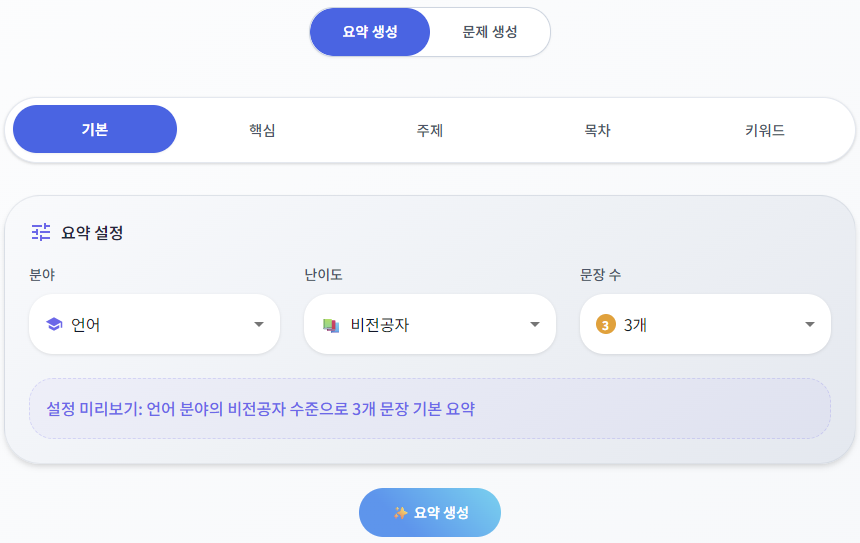 요약 생성 문제 생성
기본 핵심 주제 목차 키워드
요약 설정
분야 난이도 문장 수
언어 비전공자 3 3개
설정 미리보기: 언어 분야의 비전공자 수준으로 3개 문장 기본 요약
✨ 요약 생성